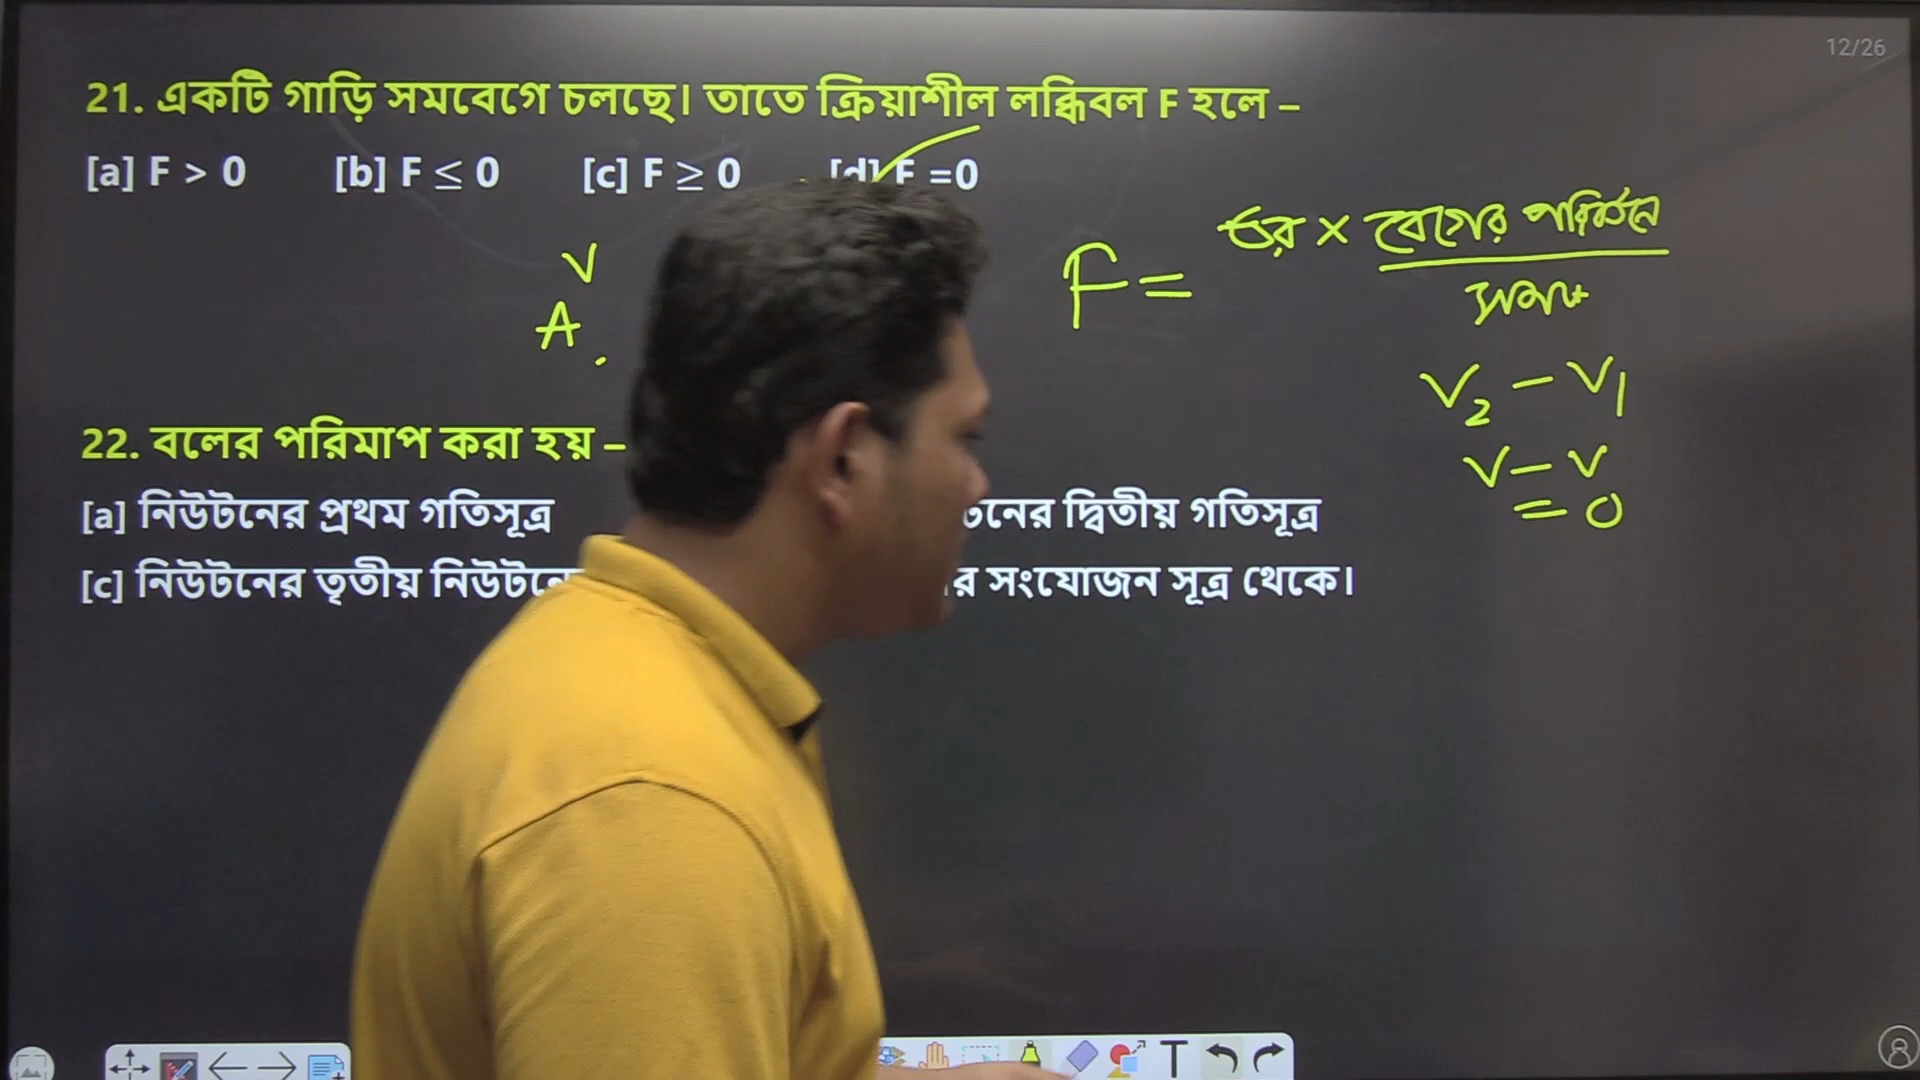 12/26
21. একটি গাড়ি সমবেগে চলছে। তাতে ক্রিয়াশীল লব্ধিবল F হলে –
[a] F > 0 [b] F ≤ 0 [c] F ≥ 0 [d] F =0
F = ভর × বেগের পরিবর্তন
সময়
V
A
V₂ – V₁
V – V
= 0
22. বলের পরিমাপ করা হয় –
[a] নিউটনের প্রথম গতিসূত্র দ্বিতীয় গতিসূত্র
[c] নিউটনের তৃতীয় সংযোজন সূত্র থেকে।
T